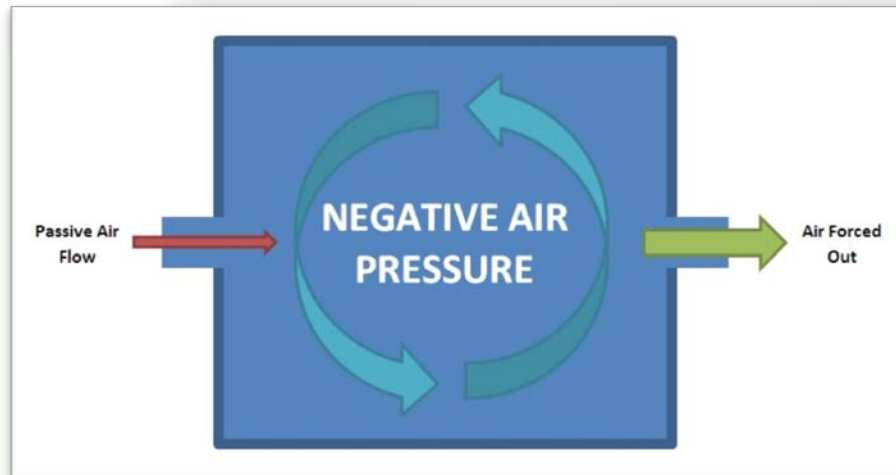 NEGATIVE AIR
PRESSURE
Passive Air
Flow
Air Forced
Out